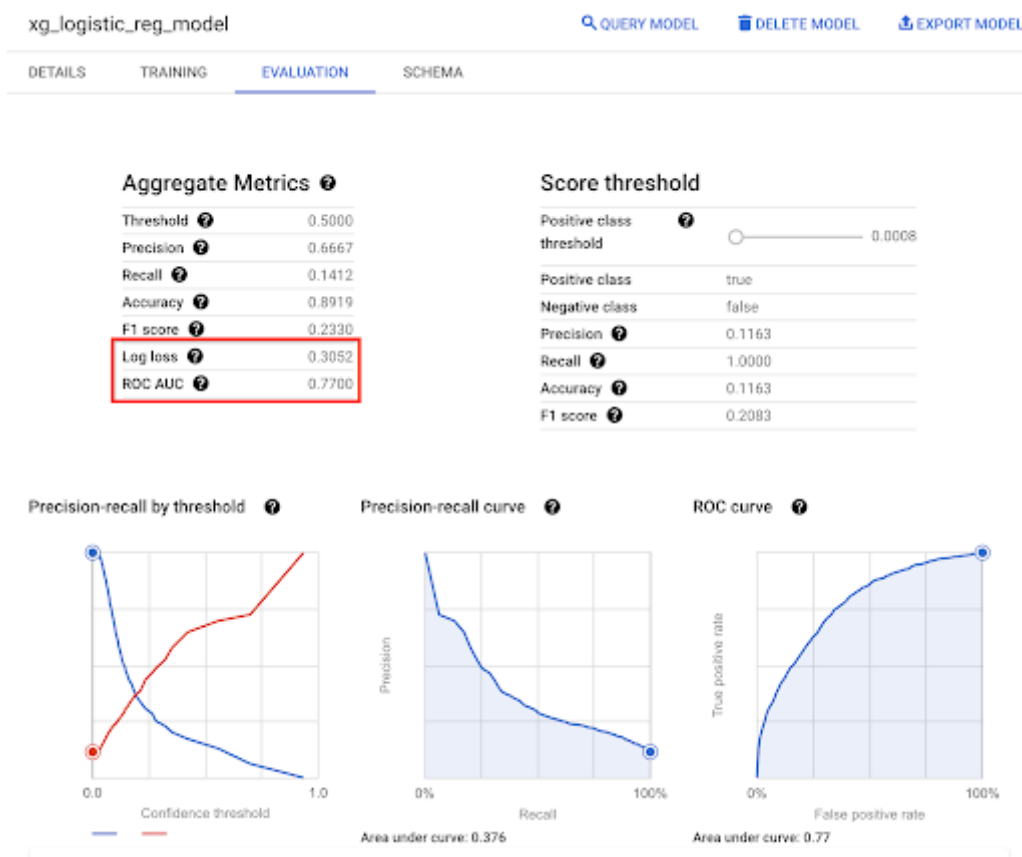 xg_logistic_reg_model
QUERY MODEL
DELETE MODEL
EXPORT MODEL
DETAILS
TRAINING
EVALUATION
SCHEMA
Aggregate Metrics
Threshold 0.5000
Precision 0.6667
Recall 0.1412
Accuracy 0.8919
F1 score 0.2330
Log loss 0.3052
ROC AUC 0.7700
Score threshold
Positive class
threshold
0.0008
Positive class true
Negative class false
Precision 0.1163
Recall 1.0000
Accuracy 0.1163
F1 score 0.2083
Precision-recall by threshold
0.0
1.0
Confidence threshold
Precision-recall curve
Precision
0%
100%
Recall
Area under curve: 0.376
ROC curve
True positive rate
0%
100%
False positive rate
Area under curve: 0.77